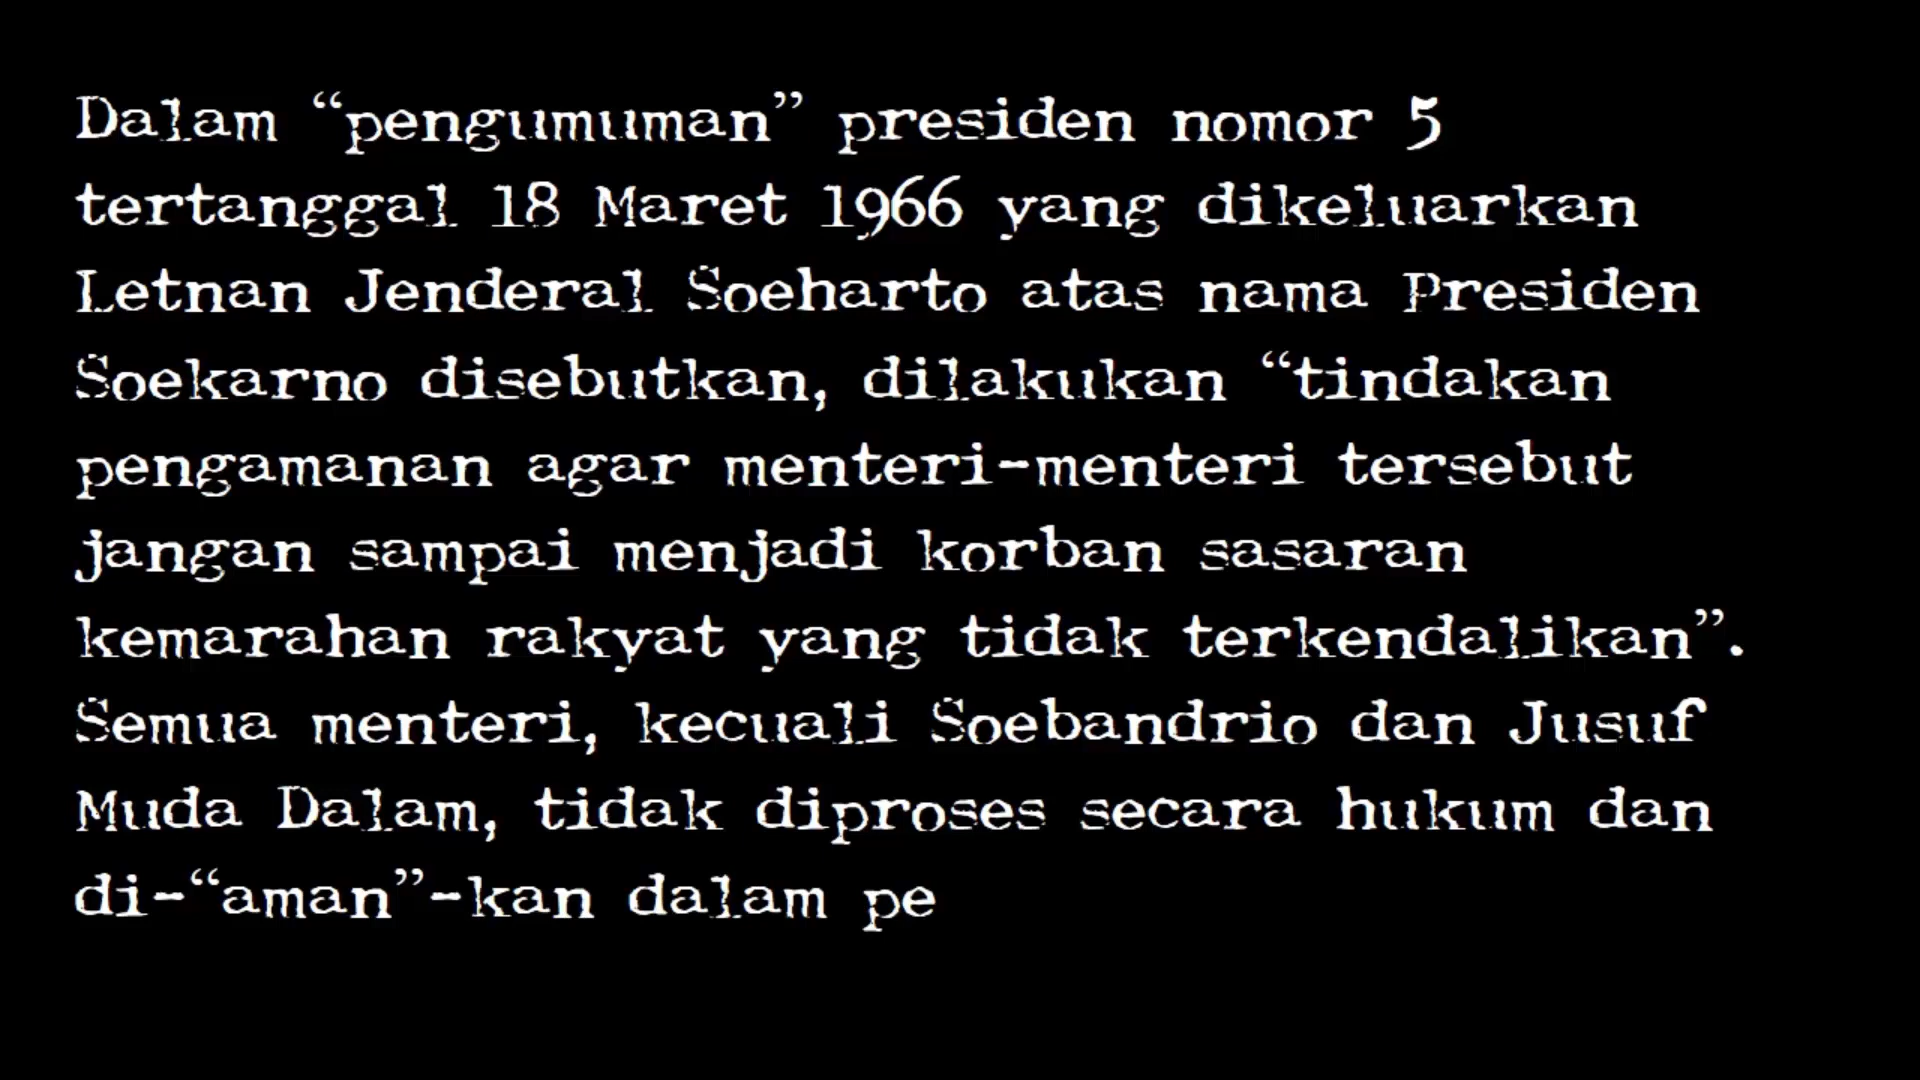 Dalam “pengumuman” presiden nomor 5
tertanggal 18 Maret 1966 yang dikeluarkan
Letnan Jenderal Soeharto atas nama Presiden
Soekarno disebutkan, dilakukan “tindakan
pengamanan agar menteri-menteri tersebut
jangan sampai menjadi korban sasaran
kemarahan rakyat yang tidak terkendalikan”.
Semua menteri, kecuali Soebandrio dan Jusuf
Muda Dalam, tidak diproses secara hukum dan
di-“aman”-kan dalam pe